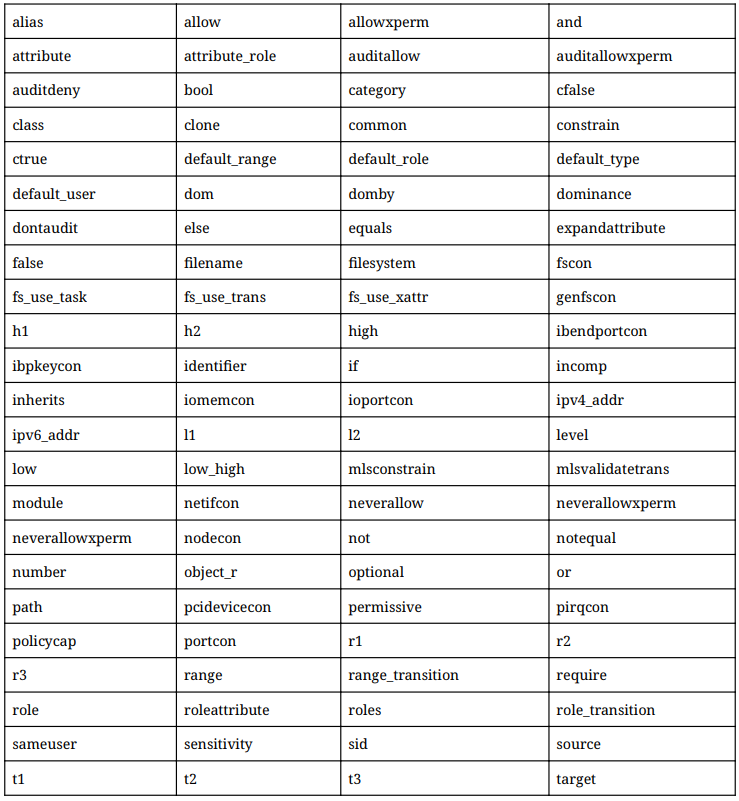 alias allow allowxperm and
attribute attribute_role auditallow auditallowxperm
auditdeny bool category cfalse
class clone common constrain
ctrue default_range default_role default_type
default_user dom domby dominance
dontaudit else equals expandattribute
false filename filesystem fscon
fs_use_task fs_use_trans fs_use_xattr genfscon
h1 h2 high ibendportcon
ibpkeycon identifier if incomp
inherits iomemcon ioportcon ipv4_addr
ipv6_addr l1 l2 level
low low_high mlsconstrain mlsvalidatetrans
module netifcon neverallow neverallowxperm
neverallowxperm nodecon not notequal
number object_r optional or
path pcidevicecon permissive pirqcon
policycap portcon r1 r2
r3 range range_transition require
role roleattribute roles role_transition
sameuser sensitivity sid source
t1 t2 t3 target